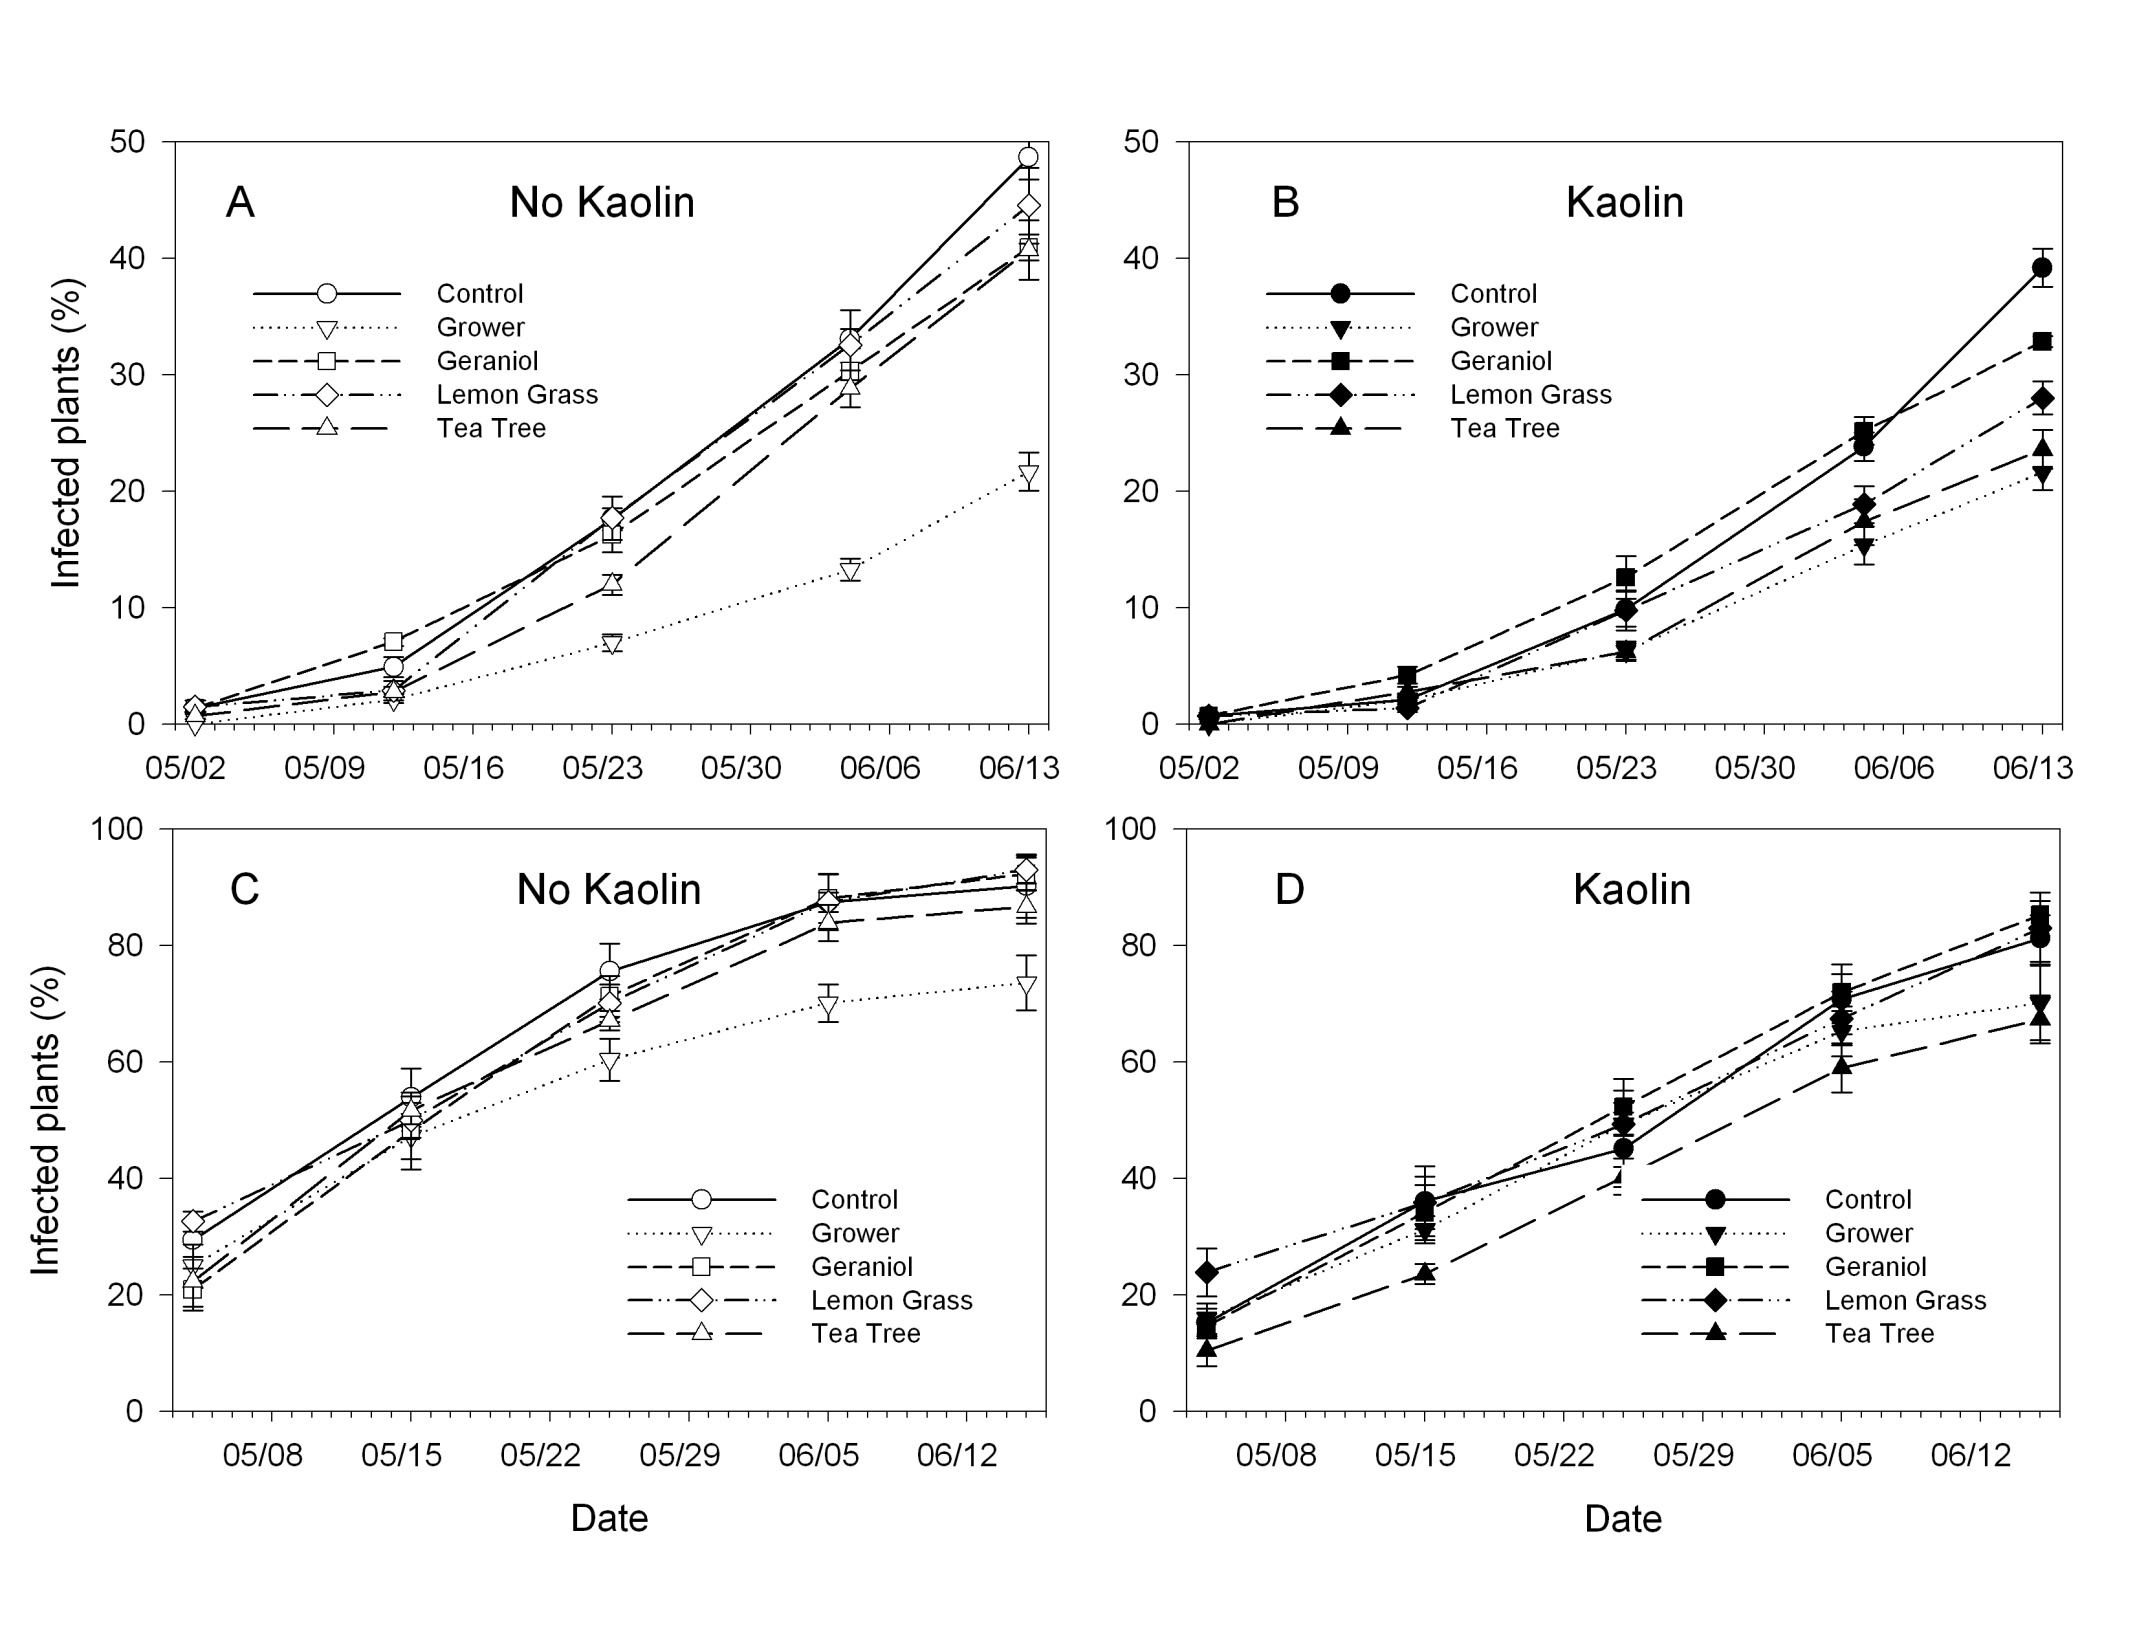 A No Kaolin
Infected plants (%)
50
40
30
20
10
0
Control
Grower
Geraniol
Lemon Grass
Tea Tree
05/02 05/09 05/16 05/23 05/30 06/06 06/13
B Kaolin
50
40
30
20
10
0
Control
Grower
Geraniol
Lemon Grass
Tea Tree
05/02 05/09 05/16 05/23 05/30 06/06 06/13
C No Kaolin
Infected plants (%)
100
80
60
40
20
0
Control
Grower
Geraniol
Lemon Grass
Tea Tree
05/08 05/15 05/22 05/29 06/05 06/12
Date
D Kaolin
100
80
60
40
20
0
Control
Grower
Geraniol
Lemon Grass
Tea Tree
05/08 05/15 05/22 05/29 06/05 06/12
Date